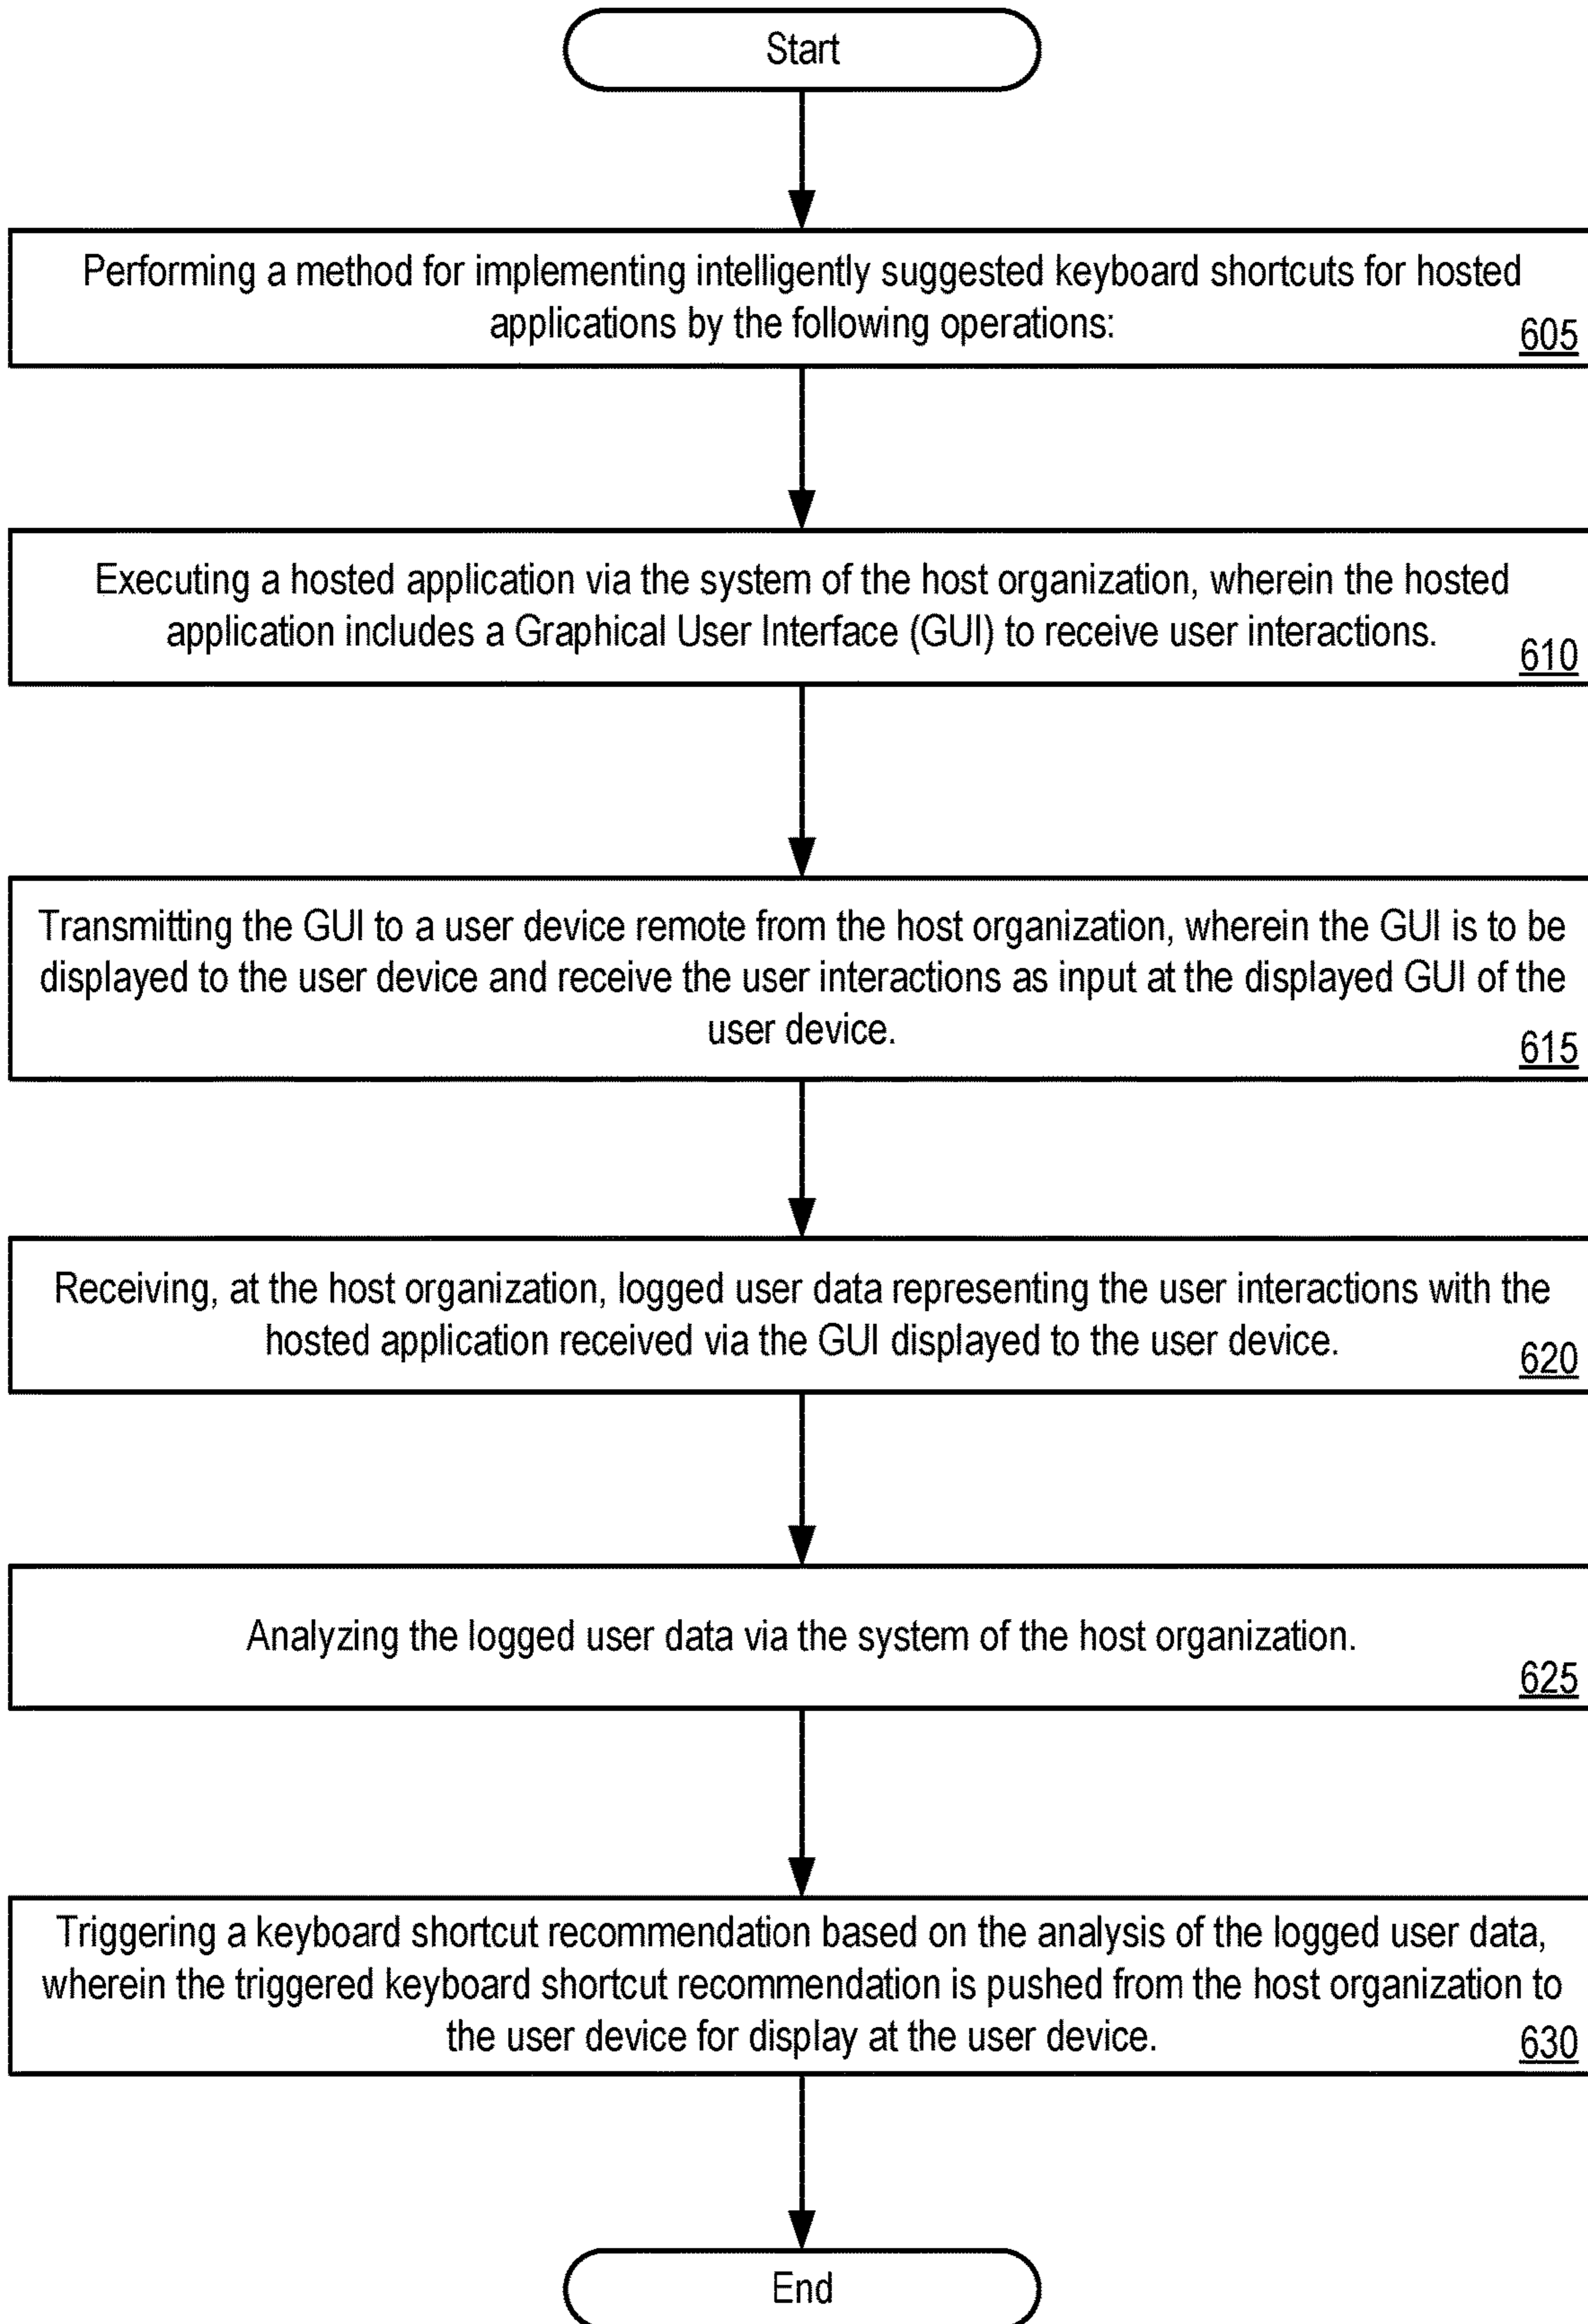 Start
Performing a method for implementing intelligently suggested keyboard shortcuts for hosted
applications by the following operations:
605
Executing a hosted application via the system of the host organization, wherein the hosted
application includes a Graphical User Interface (GUI) to receive user interactions.
610
Transmitting the GUI to a user device remote from the host organization, wherein the GUI is to be
displayed to the user device and receive the user interactions as input at the displayed GUI of the
user device.
615
Receiving, at the host organization, logged user data representing the user interactions with the
hosted application received via the GUI displayed to the user device.
620
Analyzing the logged user data via the system of the host organization.
625
Triggering a keyboard shortcut recommendation based on the analysis of the logged user data,
wherein the triggered keyboard shortcut recommendation is pushed from the host organization to
the user device for display at the user device.
630
End